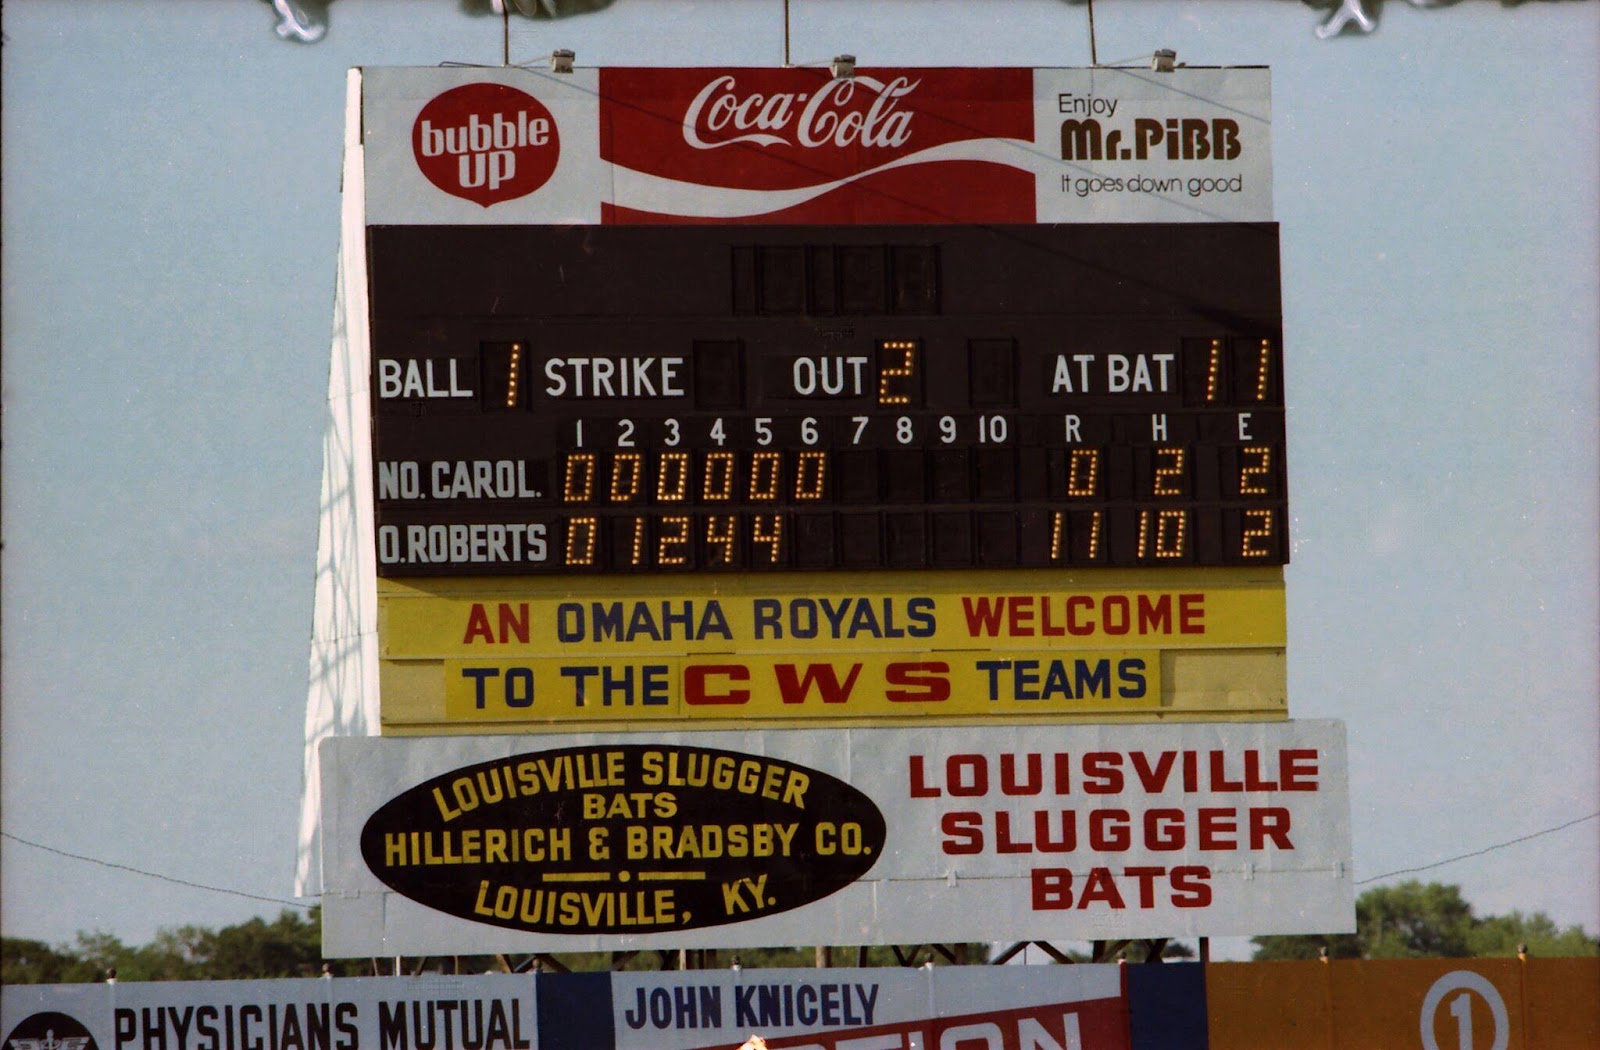 bubble
UP
Coca-Cola
Enjoy
Mr. PiBB
It goes down good
BALL 1 STRIKE OUT 2 AT BAT 11
1 2 3 4 5 6 7 8 9 10 R H E
NO. CAROL. 0 0 0 0 0 0 0 2 2
O. ROBERTS 0 1 2 4 4 11 10 2
AN OMAHA ROYALS WELCOME
TO THE CWS TEAMS
LOUISVILLE SLUGGER
BATS
HILLERICH & BRADSBY CO.
LOUISVILLE, KY.
LOUISVILLE
SLUGGER
BATS
PHYSICIANS MUTUAL
JOHN KNICELY
1